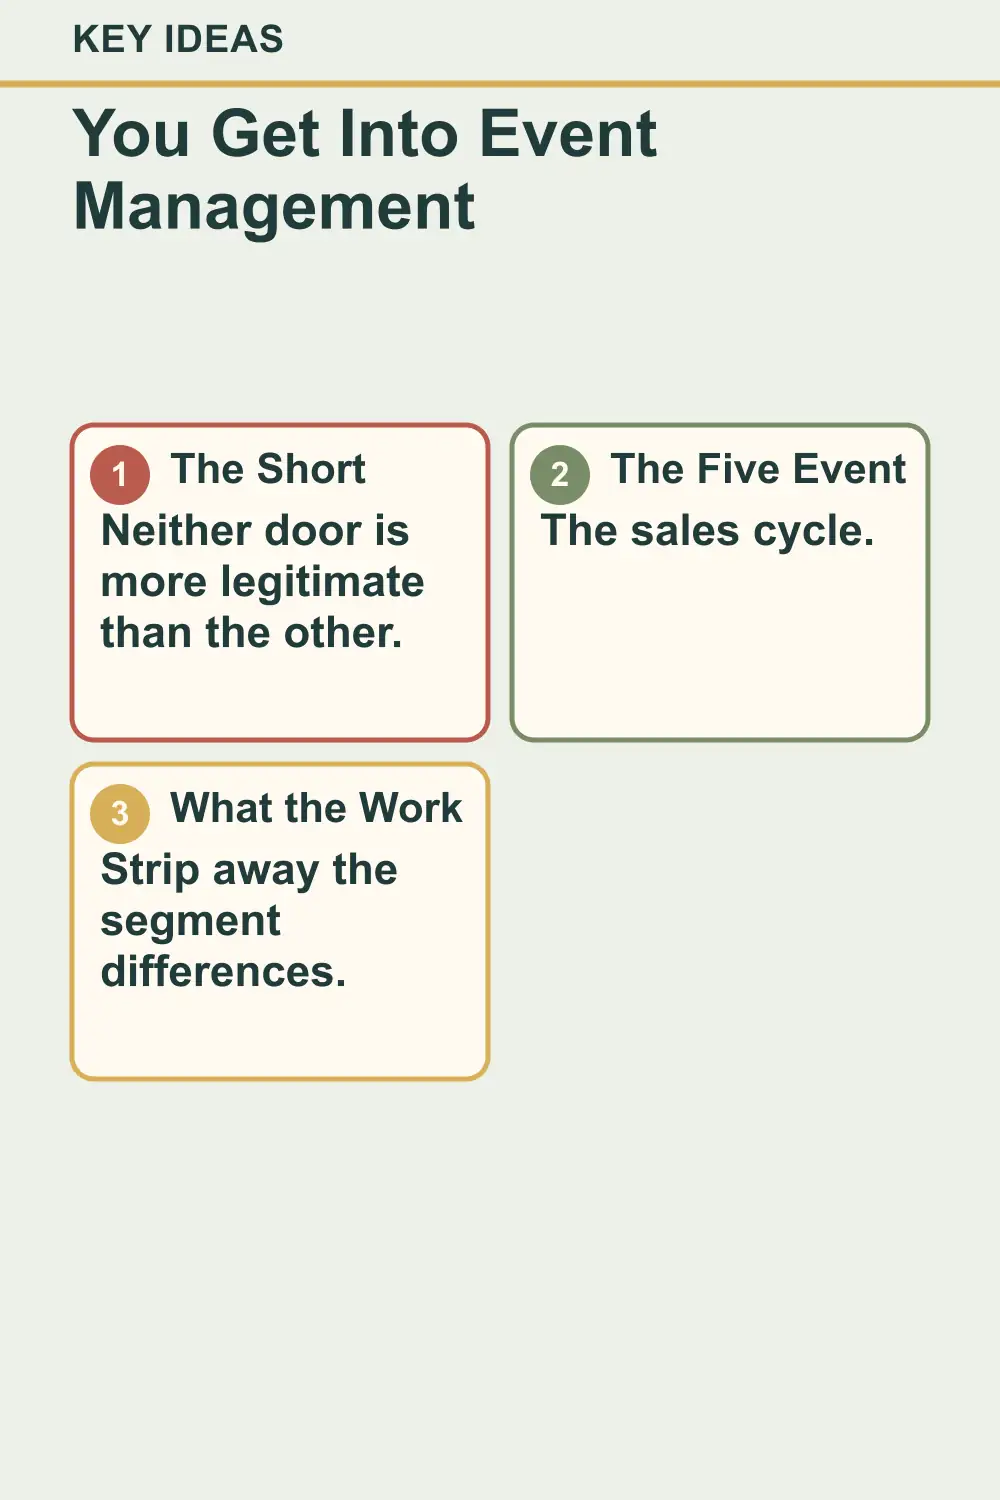 KEY IDEAS
You Get Into Event
Management
1 The Short
Neither door is
more legitimate
than the other.
2 The Five Event
The sales cycle.
3 What the Work
Strip away the
segment
differences.